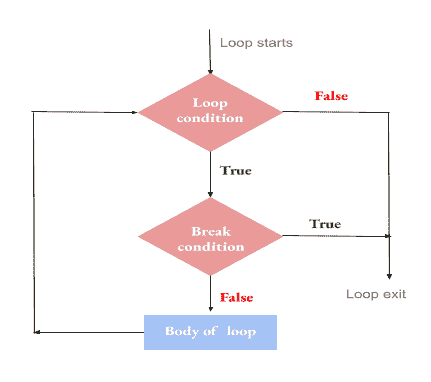 Loop starts
Loop
condition
False
True
Break
condition
True
False
Loop exit
Body of loop